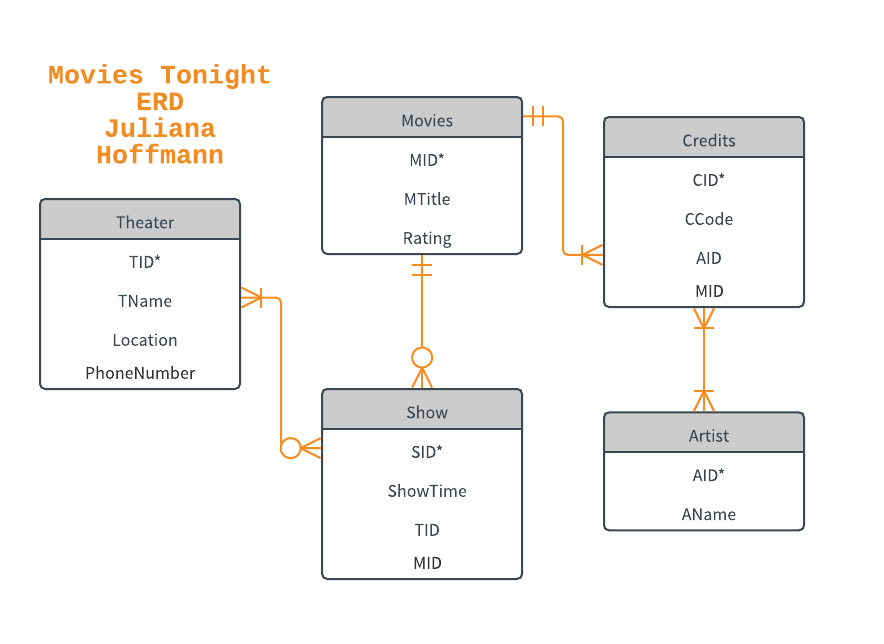 Movies Tonight
ERD
Juliana
Hoffmann
Theater
TID*
TName
Location
PhoneNumber
Movies
MID*
MTitle
Rating
Show
SID*
ShowTime
TID
MID
Credits
CID*
CCode
AID
MID
Artist
AID*
AName